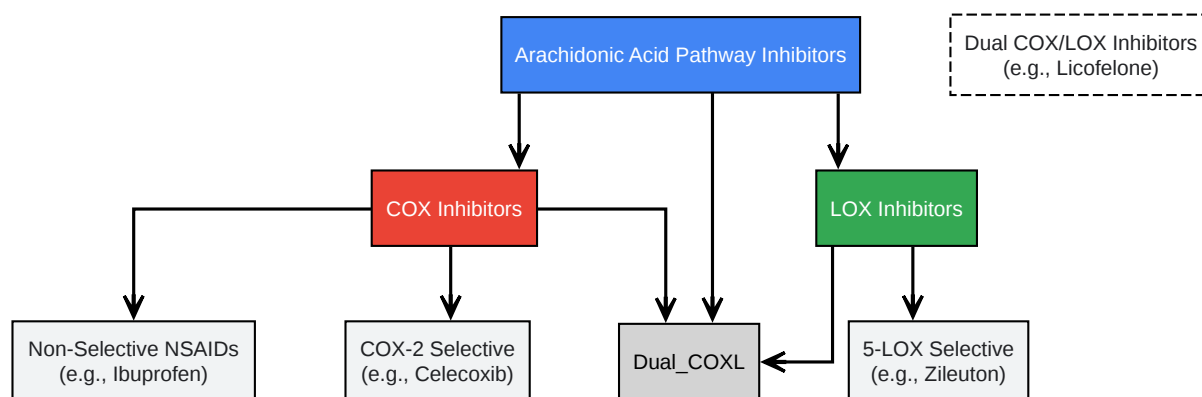 Arachidonic Acid Pathway Inhibitors
Dual COX/LOX Inhibitors
(e.g., Licofelone)
COX Inhibitors
LOX Inhibitors
Non-Selective NSAIDs
(e.g., Ibuprofen)
COX-2 Selective
(e.g., Celecoxib)
Dual_COXL
5-LOX Selective
(e.g., Zileuton)